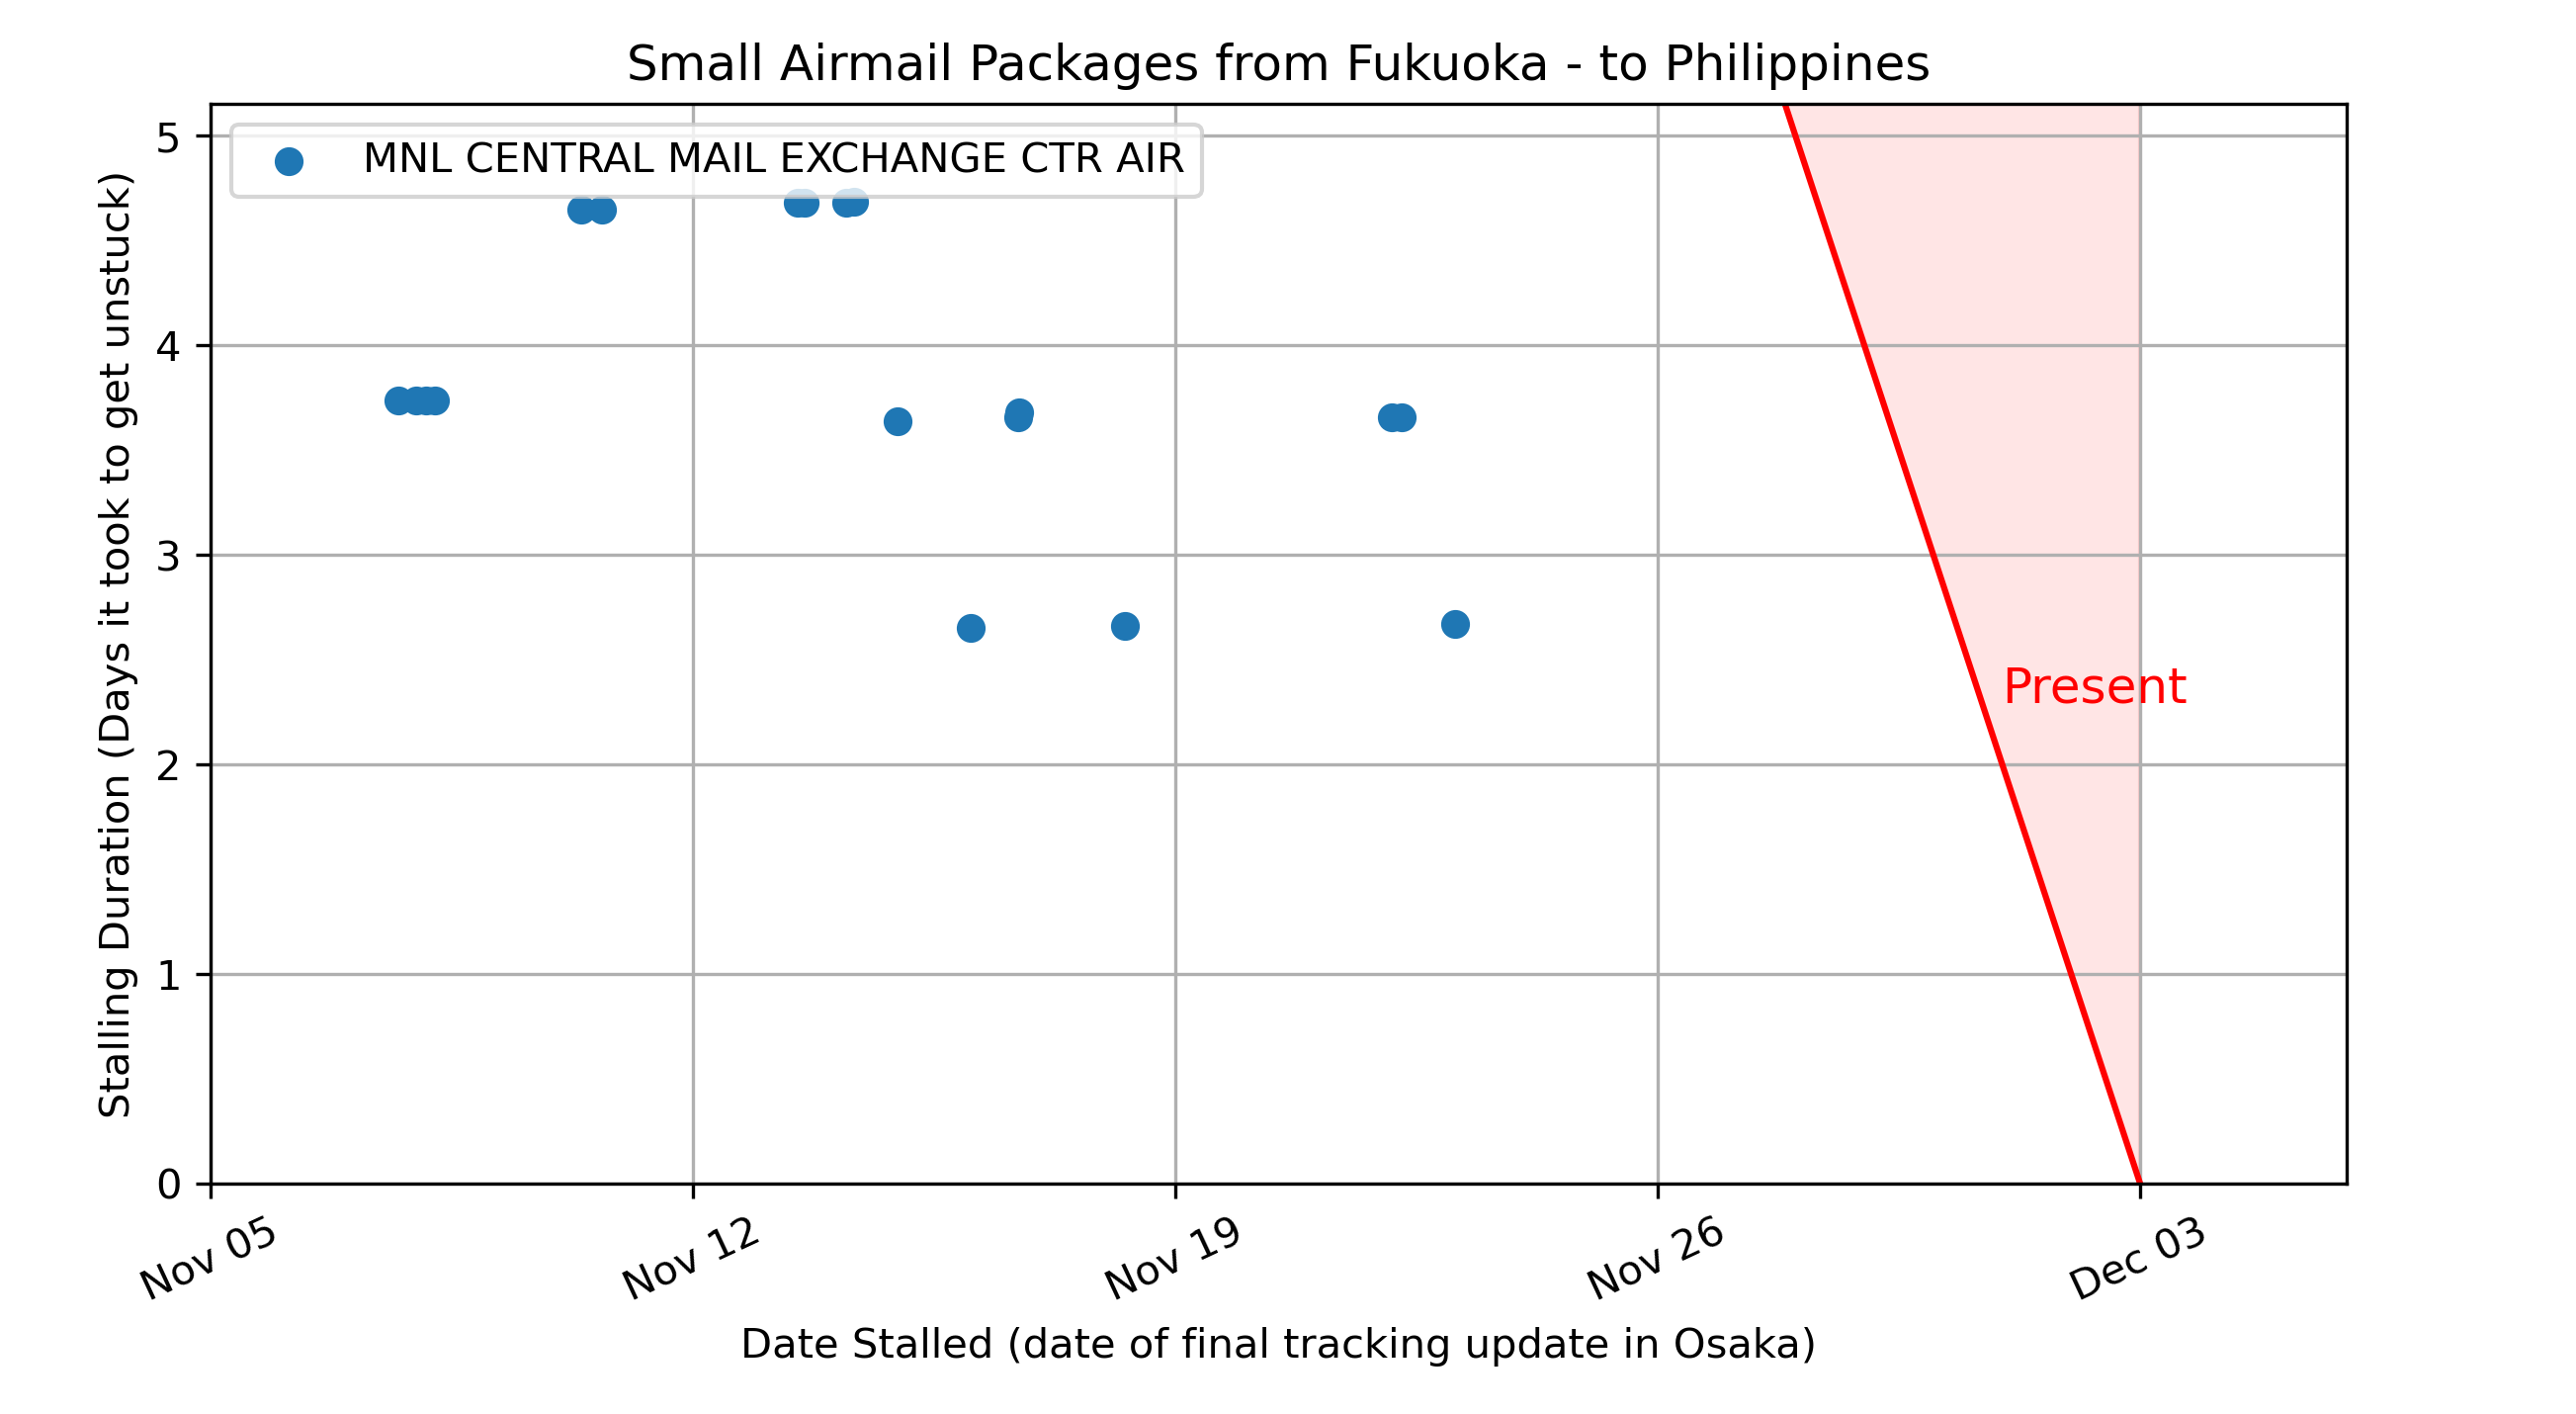 Small Airmail Packages from Fukuoka - to Philippines
MNL CENTRAL MAIL EXCHANGE CTR AIR
Stalling Duration (Days it took to get unstuck)
5
4
3
2
1
0
Present
Nov 05
Nov 12
Nov 19
Nov 26
Dec 03
Date Stalled (date of final tracking update in Osaka)